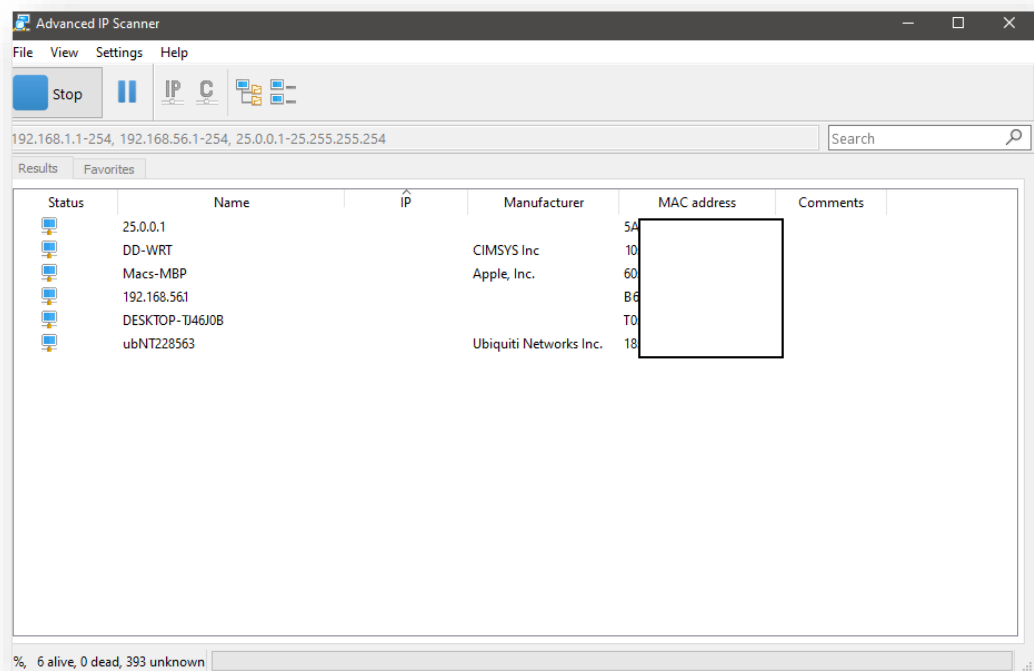 Advanced IP Scanner
File View Settings Help
Stop IP C
192.168.1.1-254, 192.168.56.1-254, 25.0.0.1-25.255.255.254 Search
Results Favorites
Status Name IP Manufacturer MAC address Comments
25.0.0.1 5A
DD-WRT CIMSYS Inc 10
Macs-MBP Apple, Inc. 60
192.168.56.1 B6
DESKTOP-TJ46J0B T0
ubNT228563 Ubiquiti Networks Inc. 18
%, 6 alive, 0 dead, 393 unknown